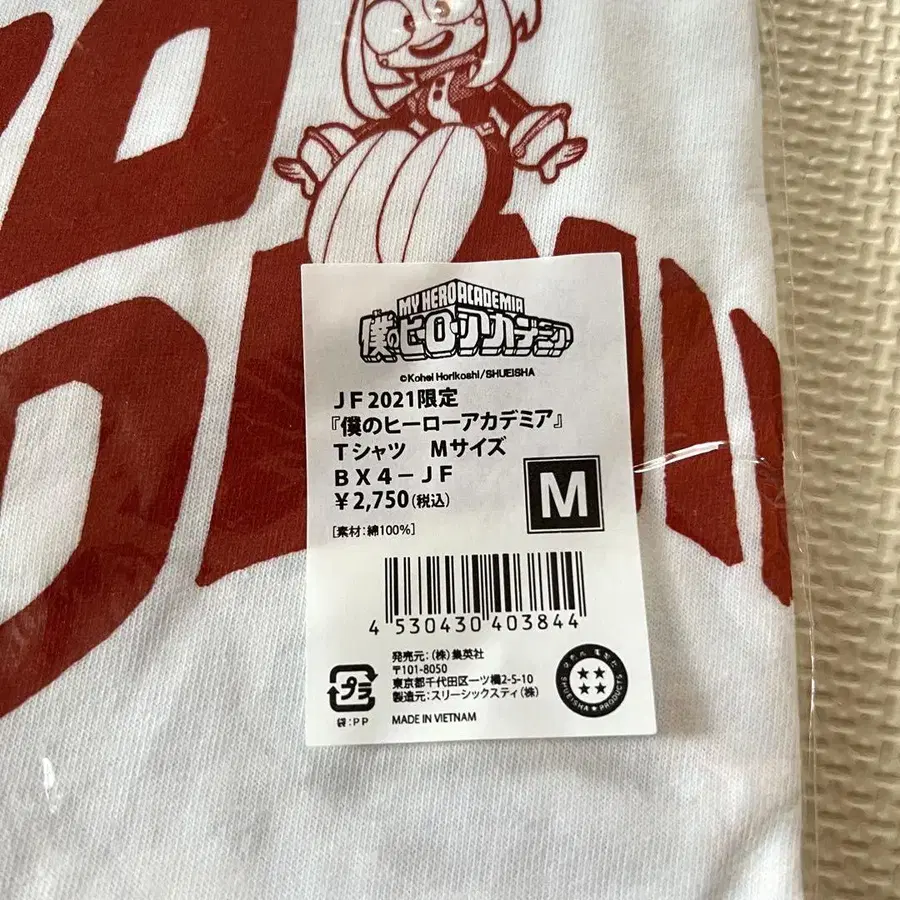 MY HERO ACADEMIA
僕のヒーローアカデミア
©Kohei Horikoshi/SHUEISHA
JF2021限定
『僕のヒーローアカデミア』
Tシャツ Mサイズ
BX4-JF
¥2,750(税込)
M
[素材:綿100%]
4 530430 403844
発売元:(株)集英社
〒101-8050
東京都千代田区一ツ橋2-5-10
製造元:スリーシックスティ(株)
MADE IN VIETNAM
プラ
袋:PP
SHUEISHA★PRODUCTS